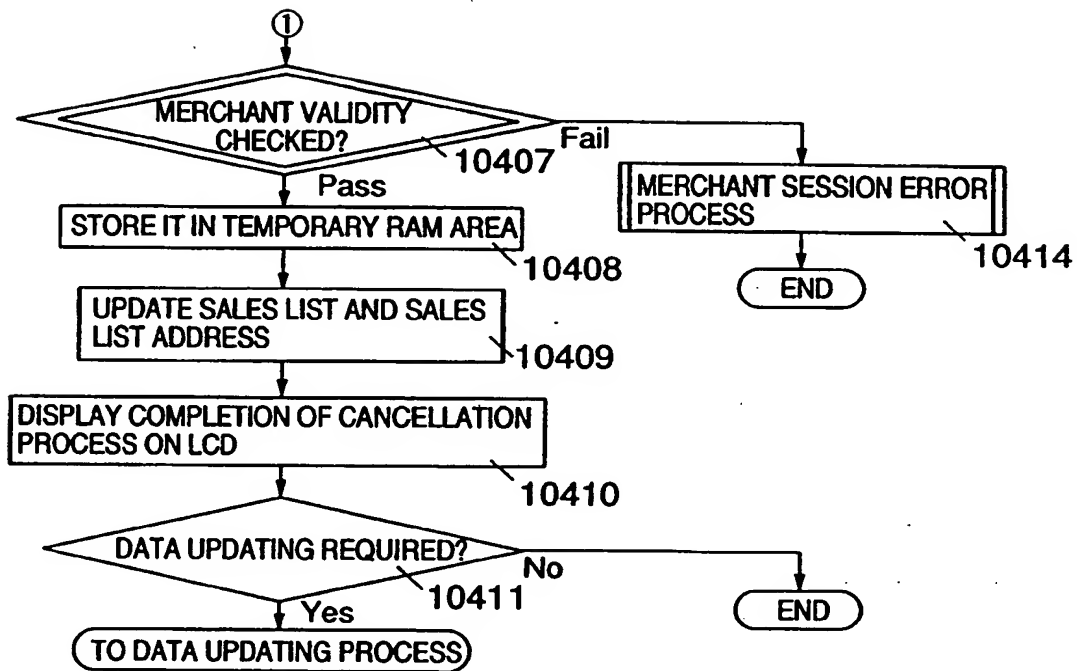 1
MERCHANT VALIDITY
CHECKED?
10407
Fail
Pass
MERCHANT SESSION ERROR
PROCESS
10414
END
STORE IT IN TEMPORARY RAM AREA
10408
UPDATE SALES LIST AND SALES
LIST ADDRESS
10409
DISPLAY COMPLETION OF CANCELLATION
PROCESS ON LCD
10410
DATA UPDATING REQUIRED?
10411
No
END
Yes
TO DATA UPDATING PROCESS